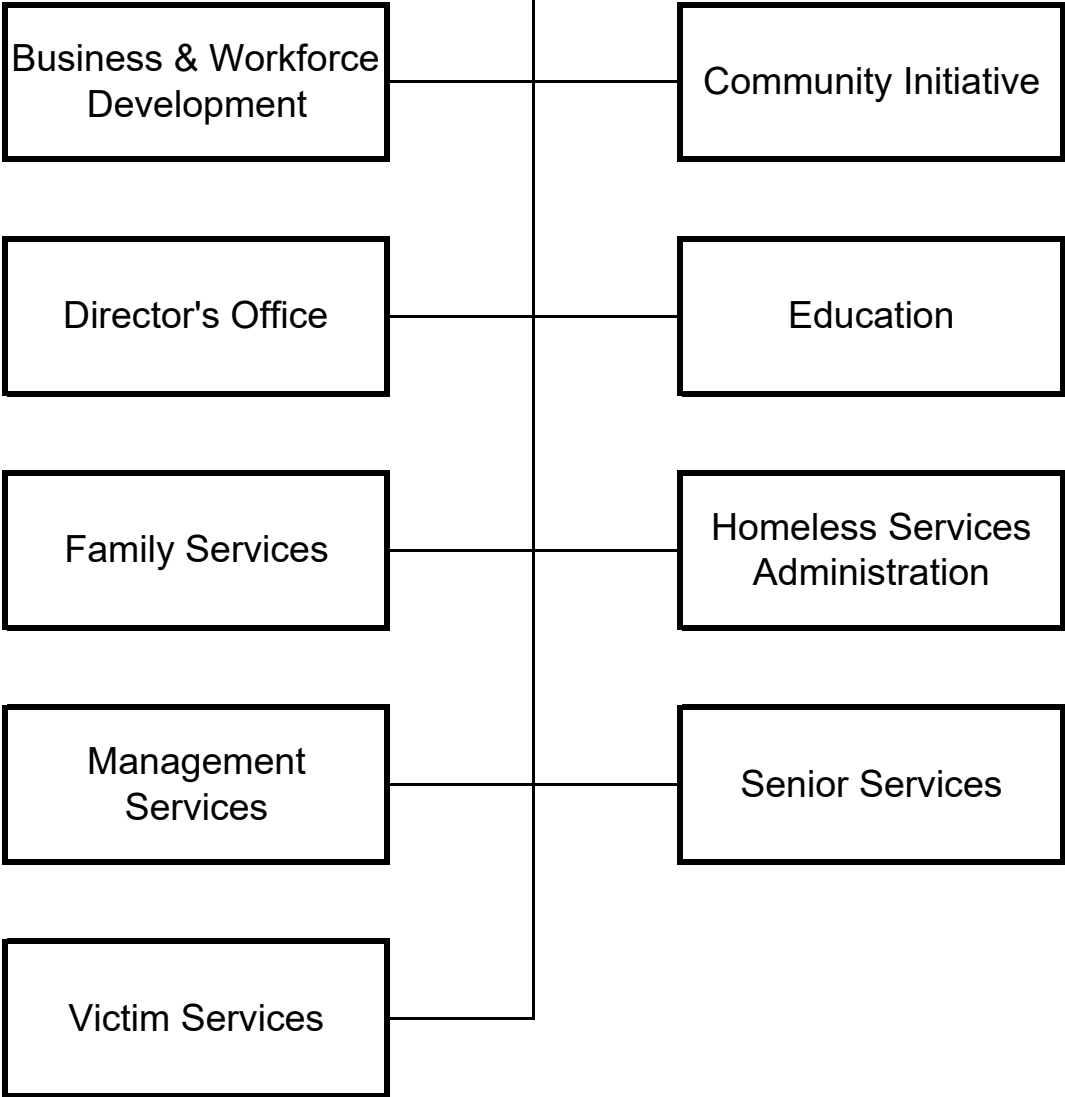 Business & Workforce
Development
Community Initiative
Director's Office
Education
Family Services
Homeless Services
Administration
Management
Services
Senior Services
Victim Services